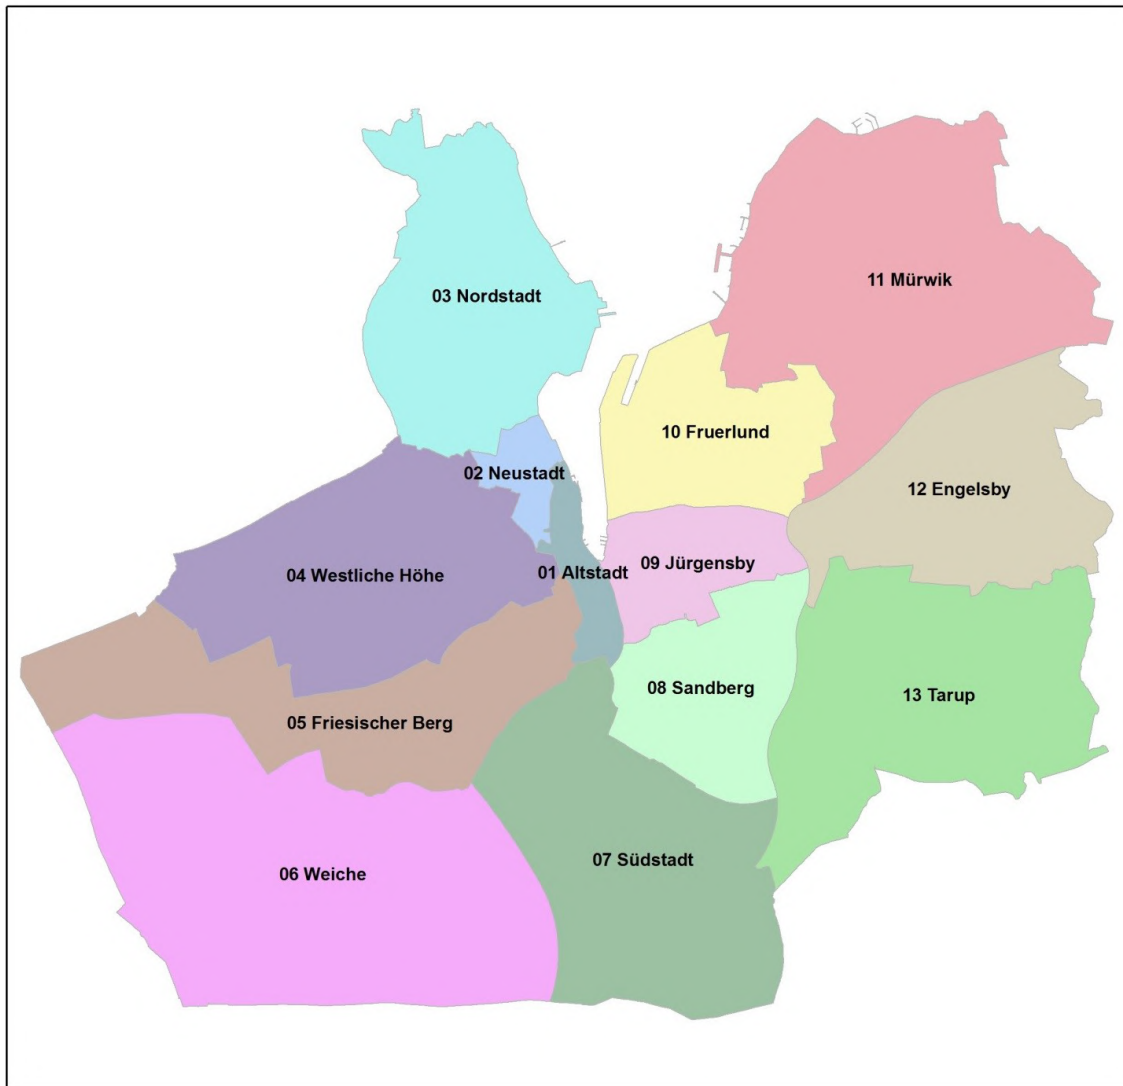 11 Mürwik
03 Nordstadt
10 Fruerlund
02 Neustadt
12 Engelsby
09 Jürgensby
01 Altstadt
04 Westliche Höhe
08 Sandberg
13 Tarup
05 Friesischer Berg
07 Südstadt
06 Weiche